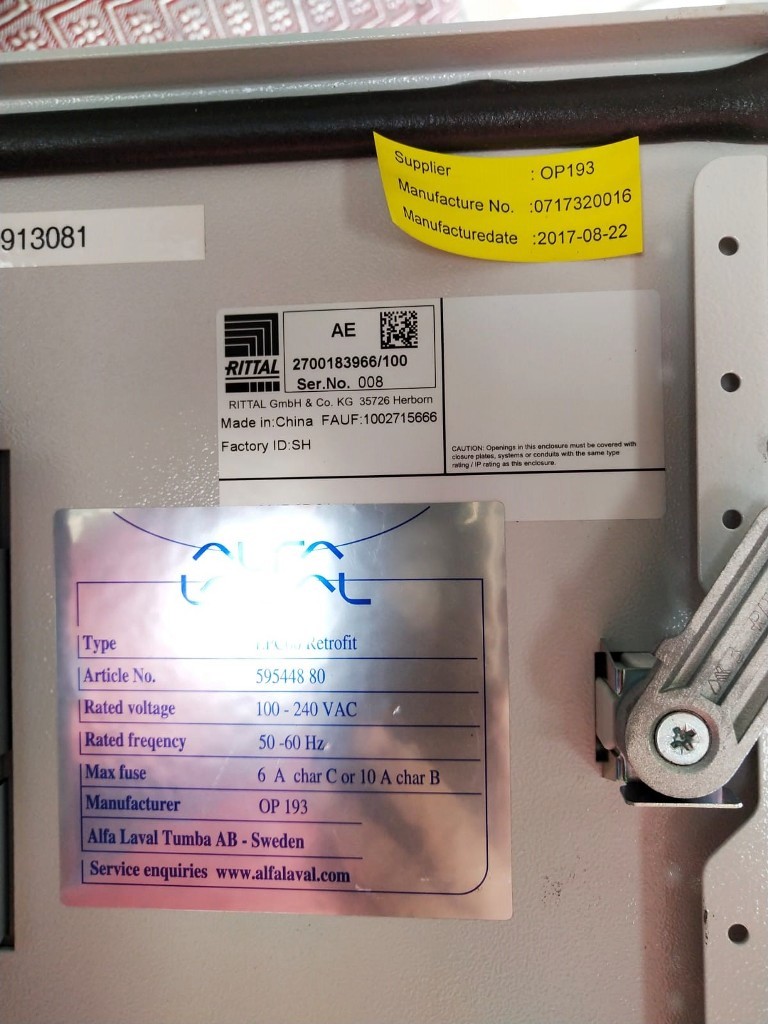 Supplier : OP193
Manufacture No. :0717320016
Manufacturedate :2017-08-22
913081
RITTAL
AE
2700183966/100
Ser.No. 008
RITTAL GmbH & Co. KG 35726 Herborn
Made in:China FAUF:1002715666
Factory ID:SH
CAUTION: Openings in this enclosure must be covered with
closure plates, systems or conduits with the same type
rating / IP rating as this enclosure.
ALFA
LAVAL
Type Retrofit
Article No. 595448 80
Rated voltage 100 - 240 VAC
Rated freqency 50 -60 Hz
Max fuse 6 A char C or 10 A char B
Manufacturer OP 193
Alfa Laval Tumba AB - Sweden
Service enquiries www.alfalaval.com